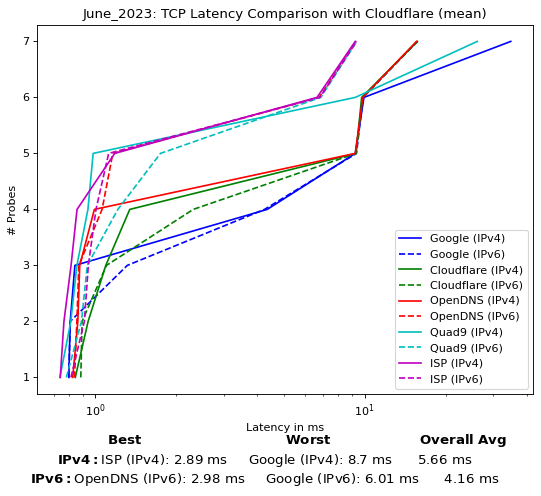 June_2023: TCP Latency Comparison with Cloudflare (mean)
7
6
5
4
3
2
1
# Probes
Google (IPv4)
Google (IPv6)
Cloudflare (IPv4)
Cloudflare (IPv6)
OpenDNS (IPv4)
OpenDNS (IPv6)
Quad9 (IPv4)
Quad9 (IPv6)
ISP (IPv4)
ISP (IPv6)
10⁰ 10¹
Latency in ms
Best Worst Overall Avg
IPv4: ISP (IPv4): 2.89 ms Google (IPv4): 8.7 ms 5.66 ms
IPv6: OpenDNS (IPv6): 2.98 ms Google (IPv6): 6.01 ms 4.16 ms